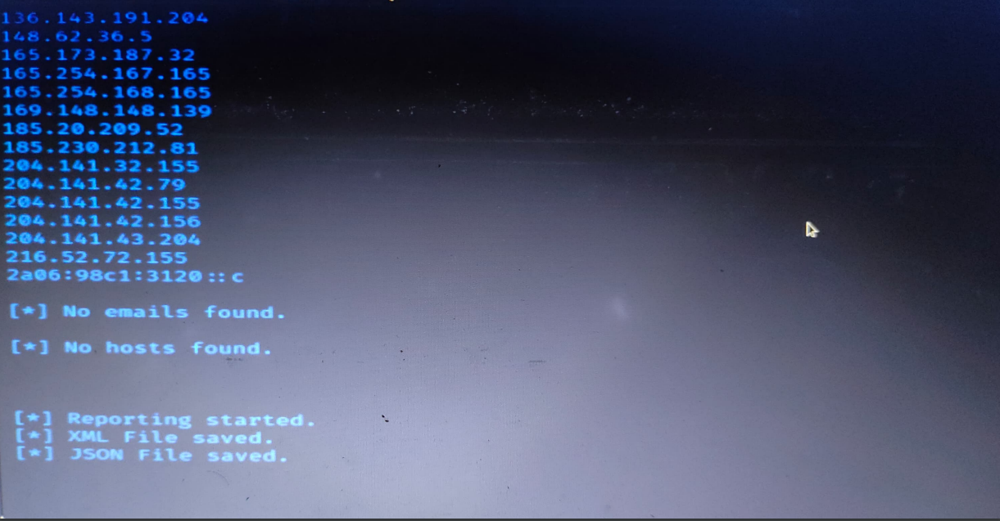 136.143.191.204
148.62.36.5
165.173.187.32
165.254.167.165
165.254.168.165
169.148.148.139
185.20.209.52
185.230.212.81
204.141.32.155
204.141.42.79
204.141.42.155
204.141.42.156
204.141.43.204
216.52.72.155
2a06:98c1:3120::c
[*] No emails found.
[*] No hosts found.
[*] Reporting started.
[*] XML File saved.
[*] JSON File saved.